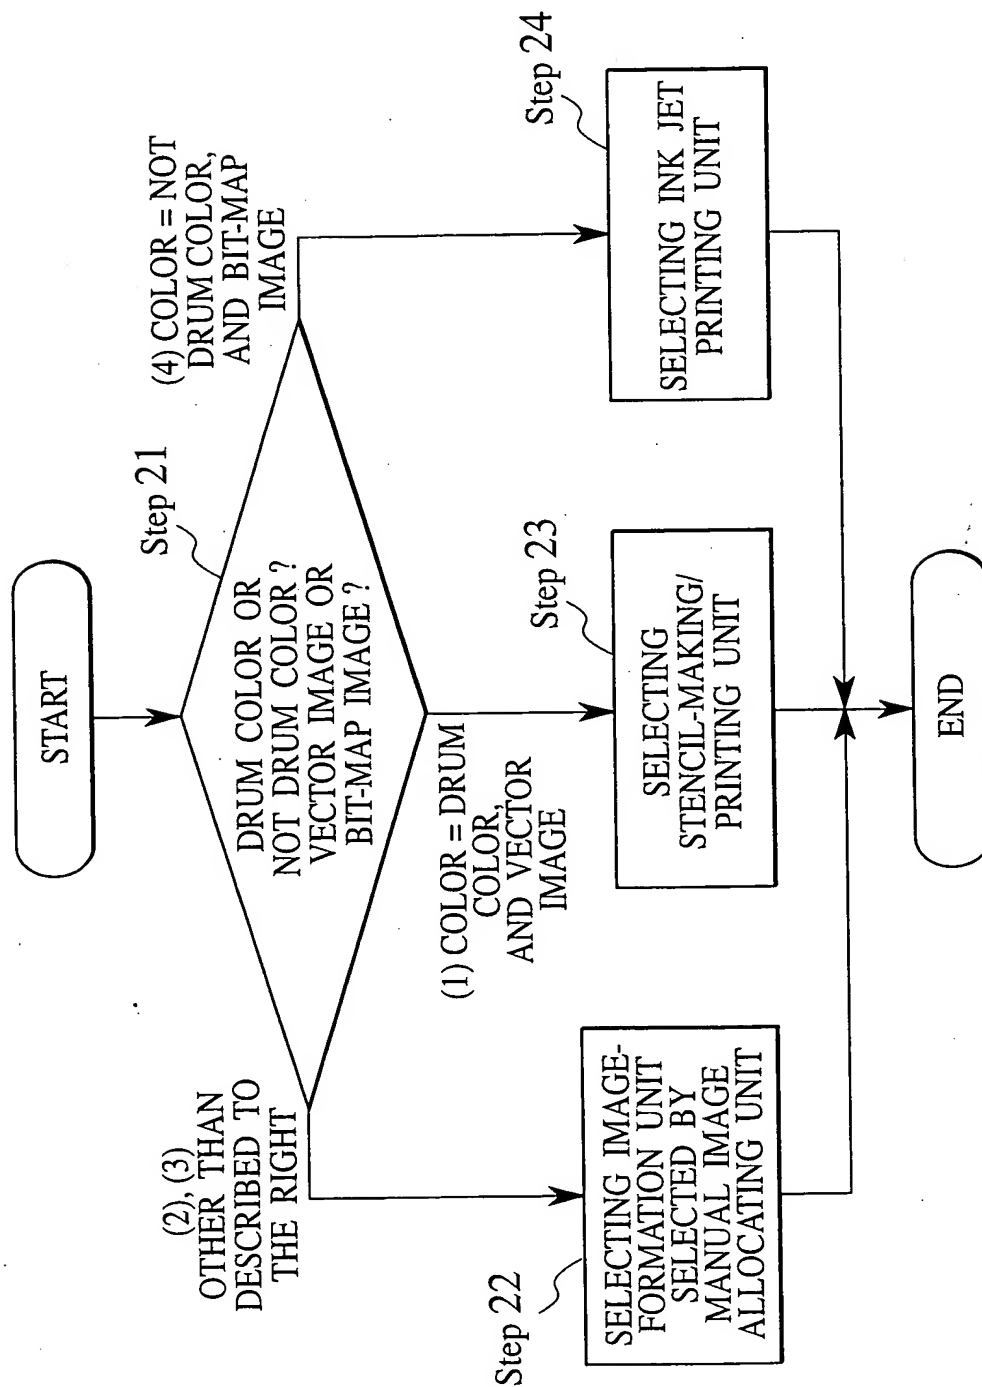 START
Step 21
DRUM COLOR OR
NOT DRUM COLOR?
VECTOR IMAGE OR
BIT-MAP IMAGE?
(2), (3)
OTHER THAN
DESCRIBED TO
THE RIGHT
(1) COLOR = DRUM
COLOR,
AND VECTOR
IMAGE
(4) COLOR = NOT
DRUM COLOR,
AND BIT-MAP
IMAGE
Step 22
SELECTING IMAGE-
FORMATION UNIT
SELECTED BY
MANUAL IMAGE
ALLOCATING UNIT
Step 23
SELECTING
STENCIL-MAKING/
PRINTING UNIT
Step 24
SELECTING INK JET
PRINTING UNIT
END